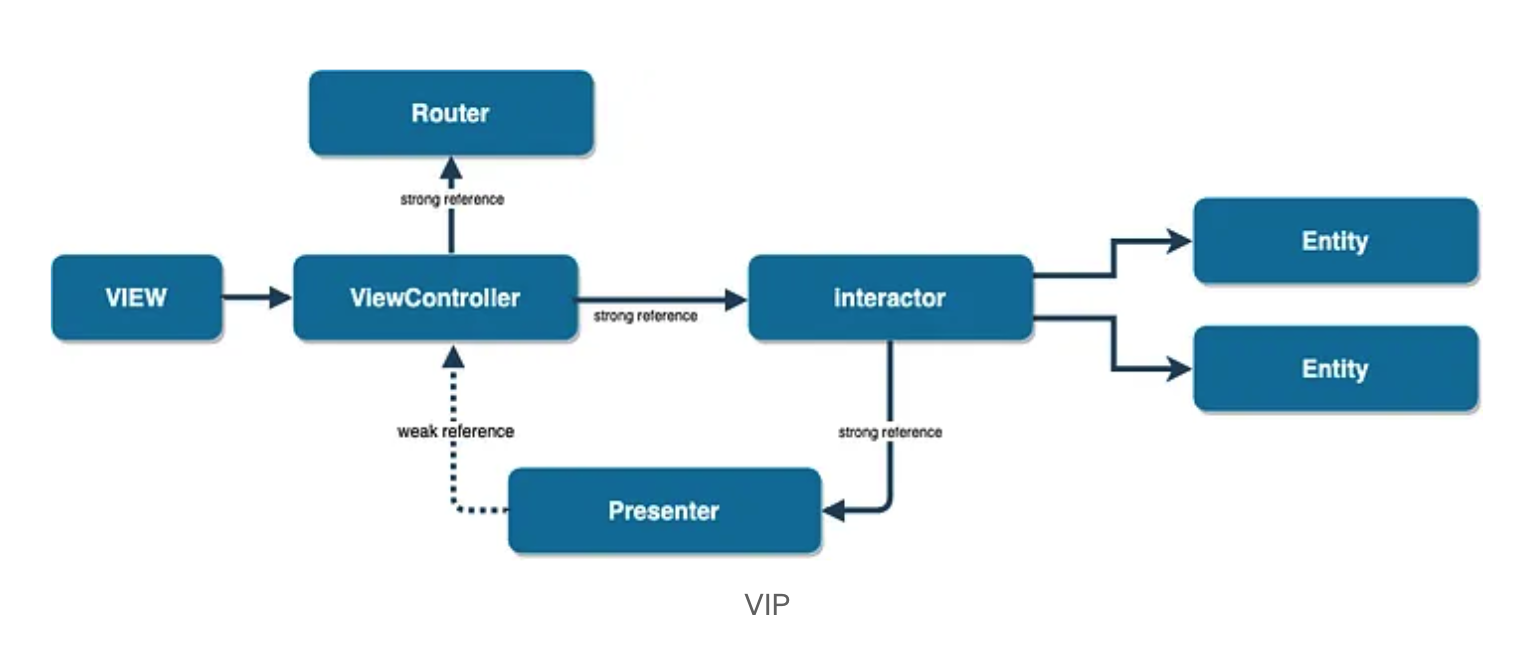 Router
strong reference
VIEW
ViewController
strong reference
interactor
Entity
Entity
weak reference
strong reference
Presenter
VIP